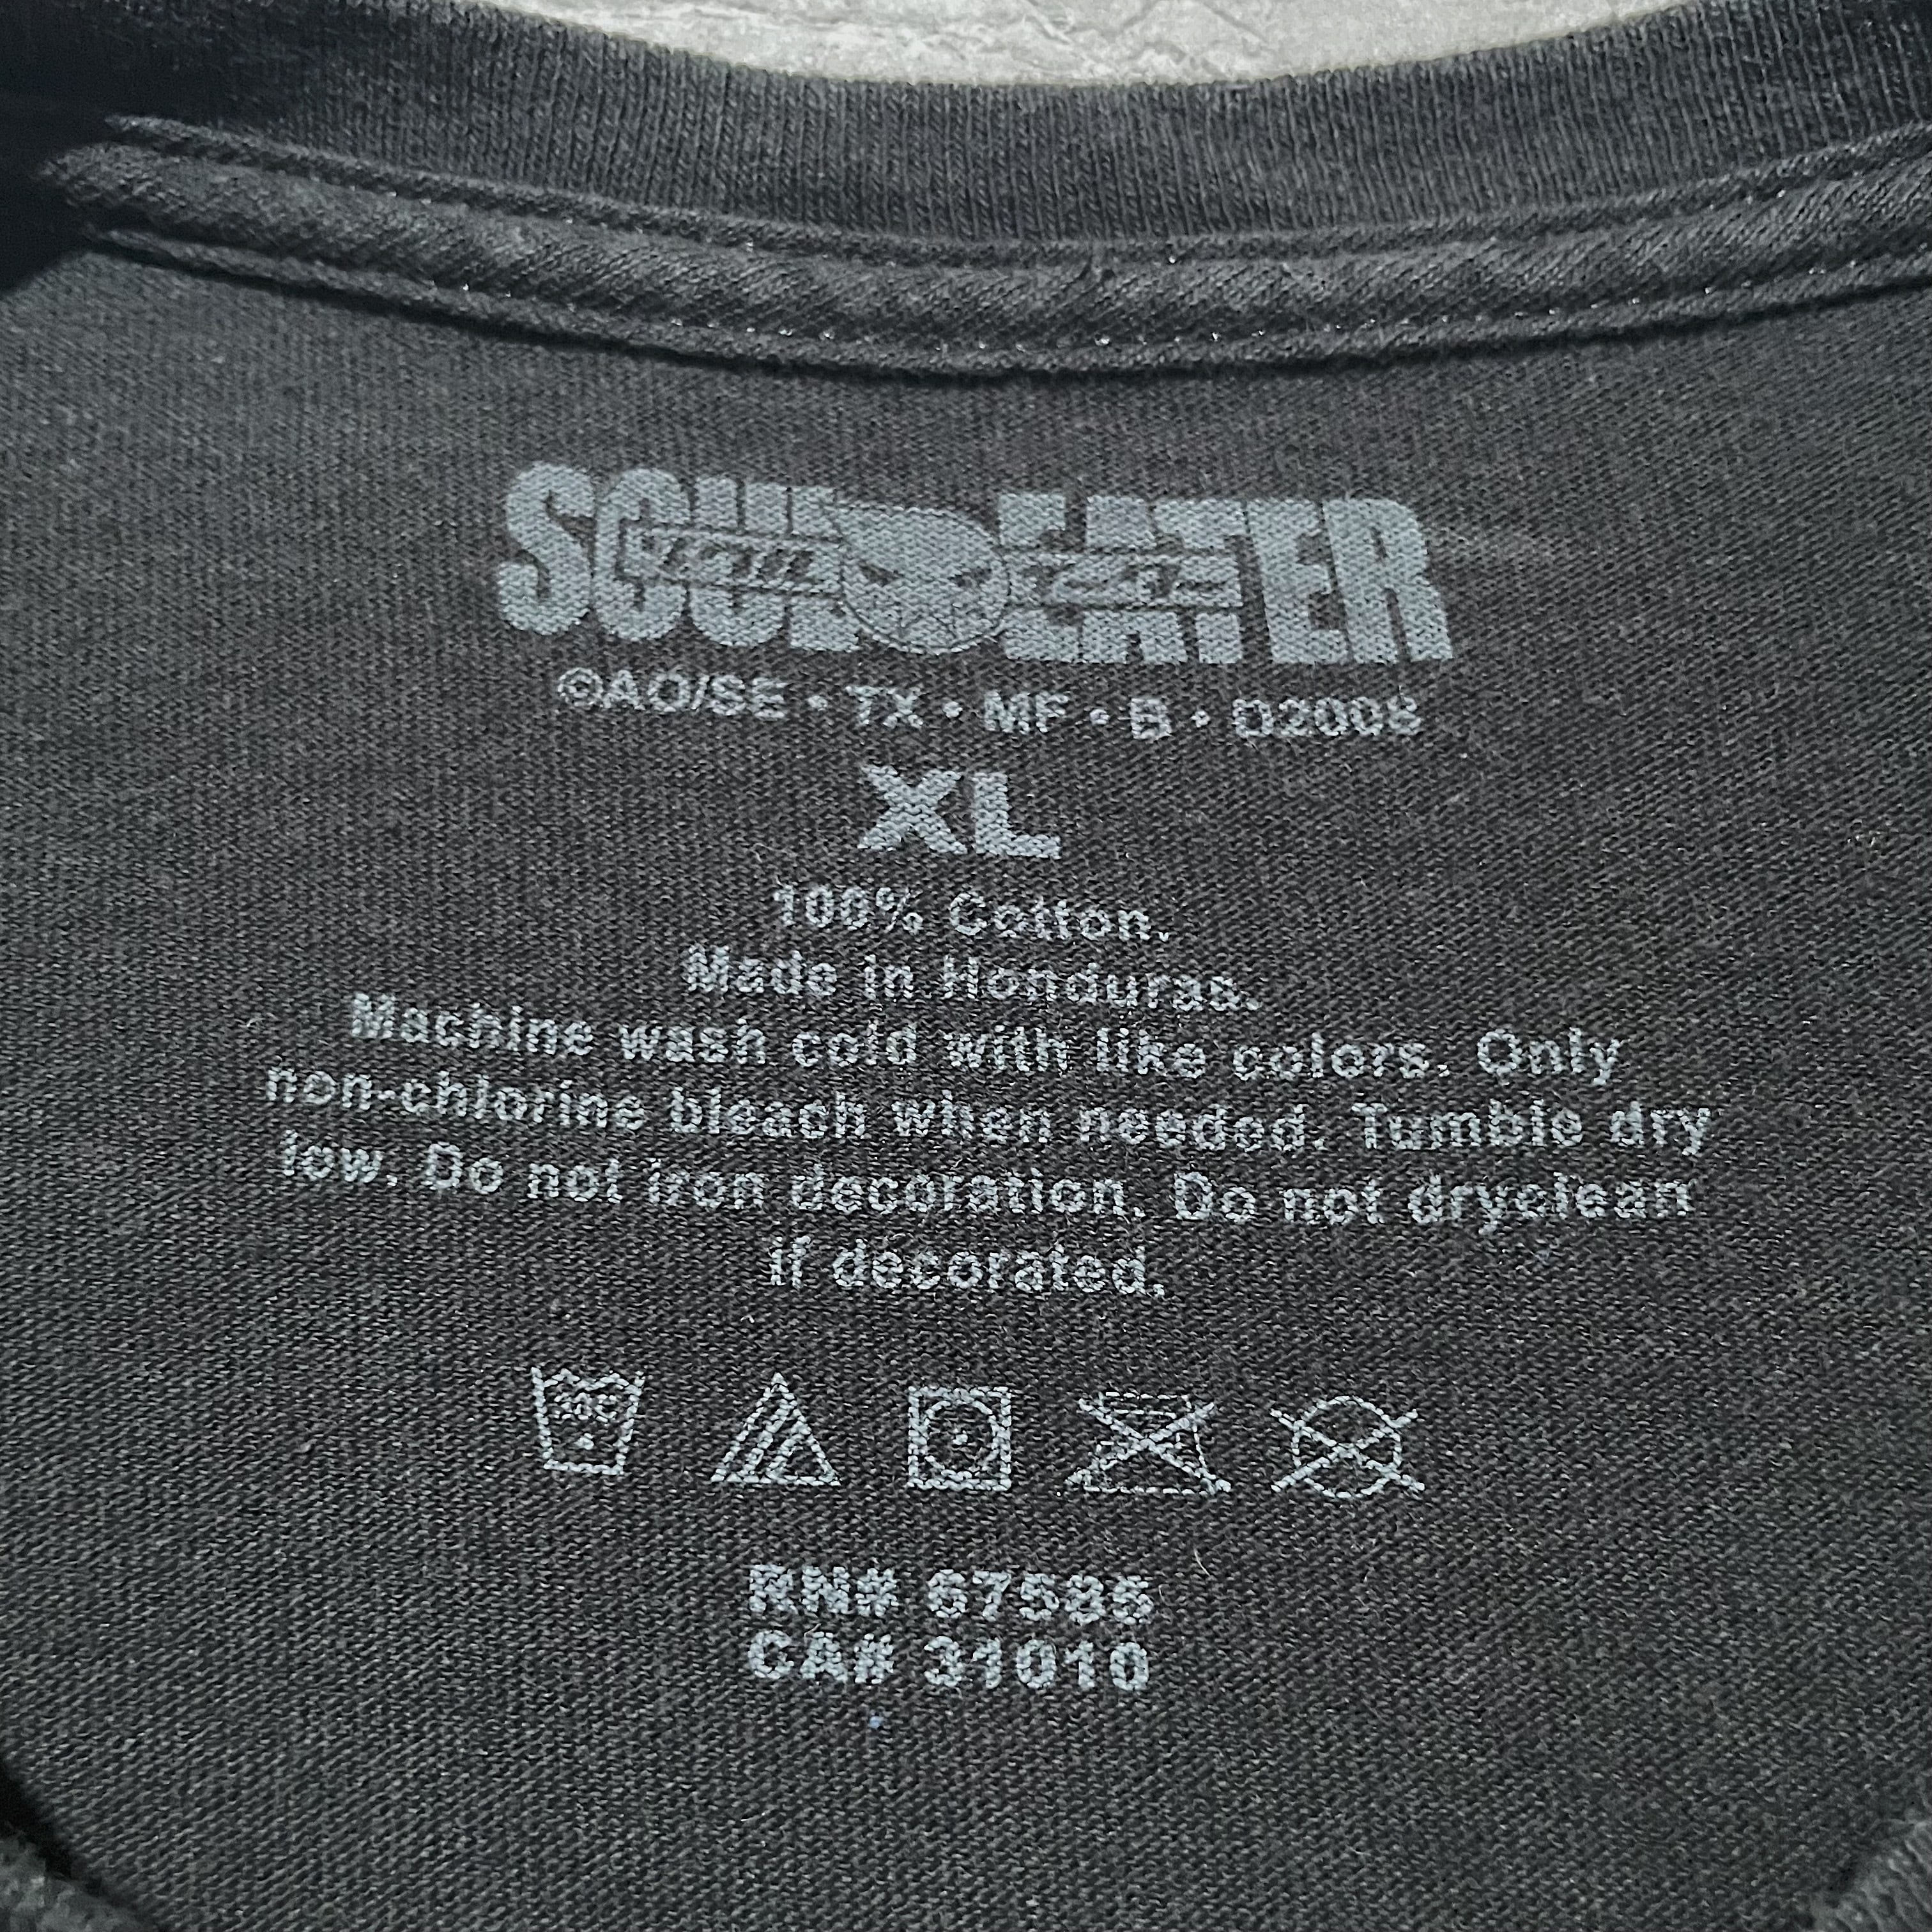 SOUL EATER
©AO/SE • TX • MF • B • D2008
XL
100% Cotton.
Made in Honduras.
Machine wash cold with like colors. Only
non-chlorine bleach when needed. Tumble dry
low. Do not iron decoration. Do not dryclean
if decorated.
30C
RN# 67585
CA# 31010